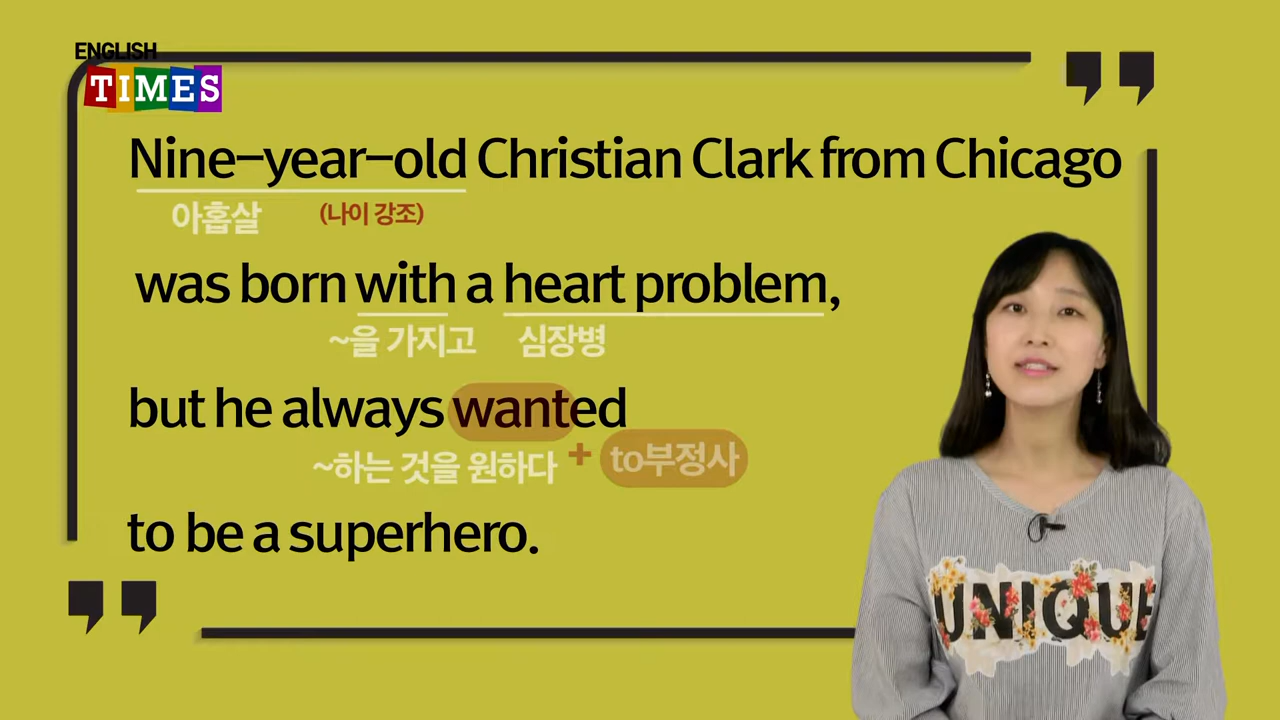 ENGLISH
TIMES
Nine-year-old Christian Clark from Chicago
아홉살 (나이 강조)
was born with a heart problem,
~을 가지고 심장병
but he always wanted
~하는 것을 원하다 + to부정사
to be a superhero.
UNIQUE